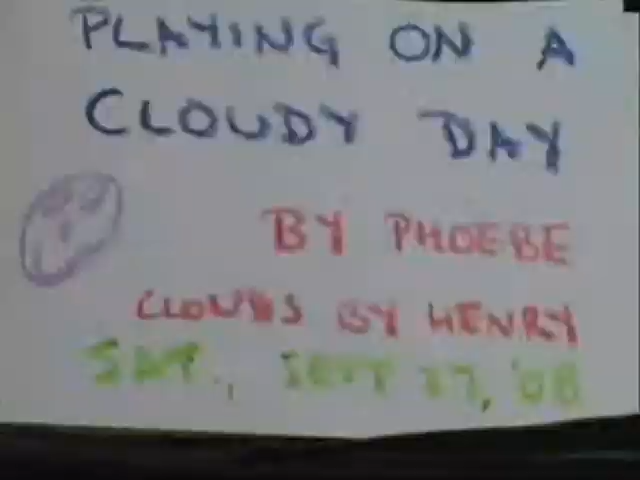 PLAYING ON A
CLOUDY DAY
BY PHOEBE
CLOUDS BY HENRY
SAT., SEPT 27, '08